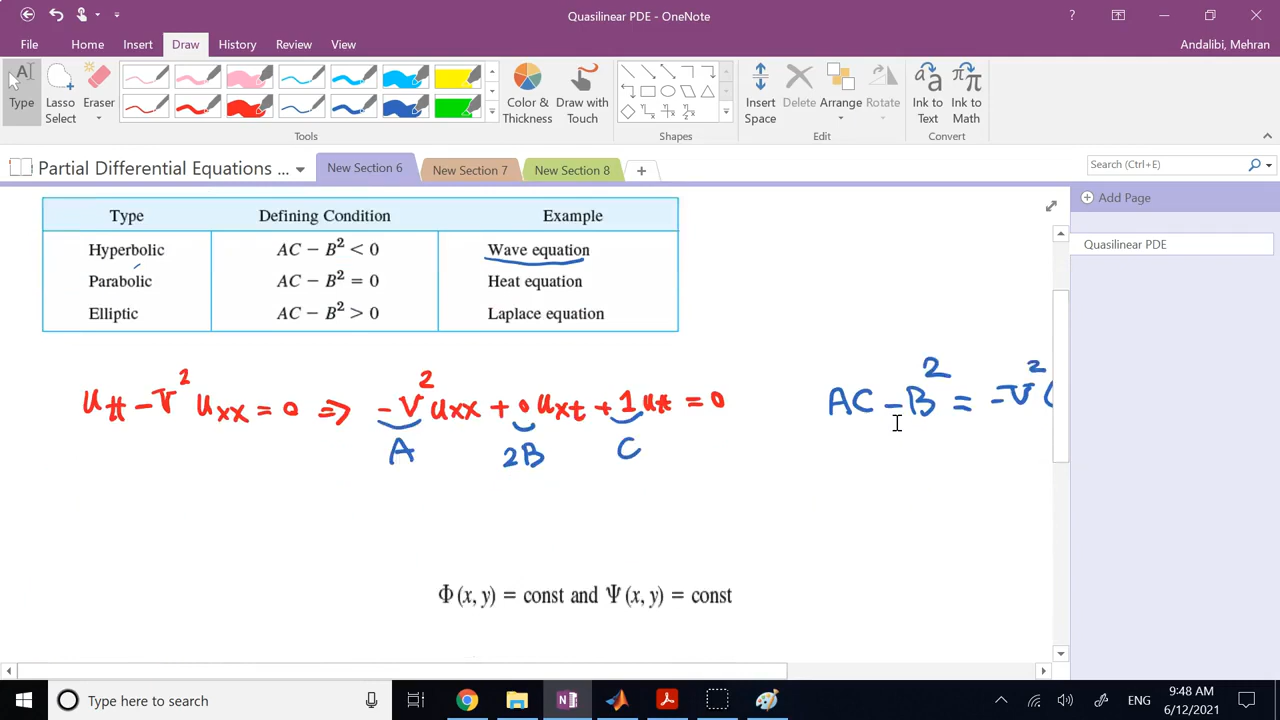 Quasilinear PDE - OneNote
?
File Home Insert Draw History Review View
Andalibi, Mehran
Type Lasso Select Eraser
Color & Thickness Draw with Touch
Insert Space Delete Arrange Rotate
Ink to Text Ink to Math
Tools Shapes Edit Convert
Partial Differential Equations ... New Section 6 New Section 7 New Section 8 +
Search (Ctrl+E)
Add Page
Quasilinear PDE
Type Defining Condition Example
Hyperbolic AC − B² < 0 Wave equation
Parabolic AC − B² = 0 Heat equation
Elliptic AC − B² > 0 Laplace equation
u_tt − V² u_xx = 0 ⇒ −V² u_xx + 0 u_xt + 1 u_tt = 0
AC − B² = −V² (
A 2B C
Φ(x, y) = const and Ψ(x, y) = const
Type here to search
ENG
9:48 AM
6/12/2021